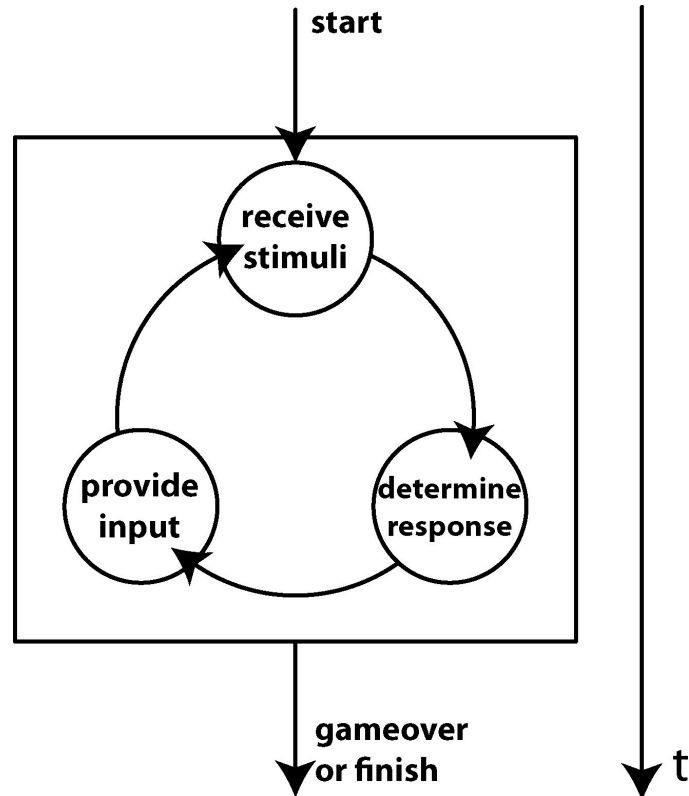 start
receive
stimuli
provide
input
determine
response
gameover
or finish
t